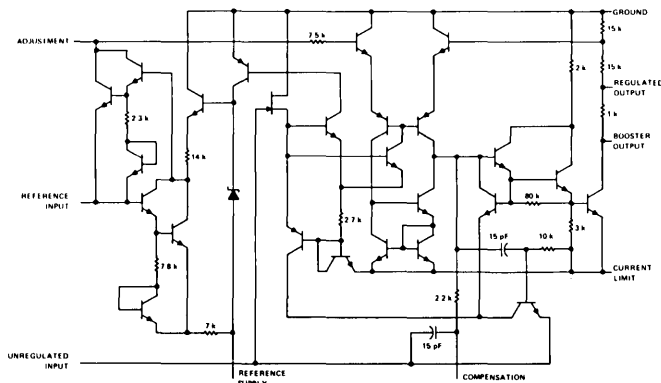 GROUND
15 k
ADJUSTMENT
7.5 k
15 k
2 k
REGULATED
OUTPUT
1 k
2.3 k
BOOSTER
OUTPUT
14 k
REFERENCE
INPUT
80 k
2.7 k
15 pF
10 k
3 k
7.8 k
CURRENT
LIMIT
2.2 k
7 k
15 pF
UNREGULATED
INPUT
REFERENCE
SUPPLY
COMPENSATION